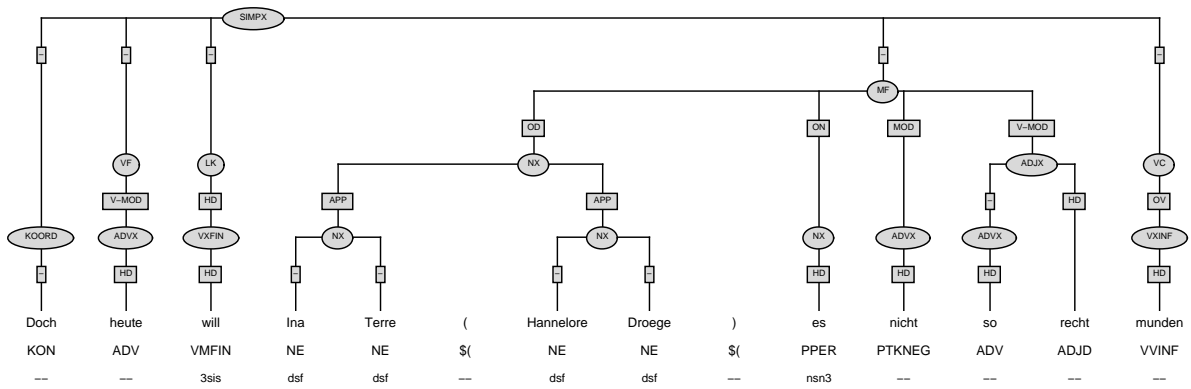 SIMPX
– – – – –
MF
OD ON MOD V–MOD
VF LK NX ADJX VC
V–MOD HD APP APP – HD OV
KOORD ADVX VXFIN NX NX NX ADVX ADVX VXINF
– HD HD – – – – HD HD HD HD
Doch heute will Ina Terre ( Hannelore Droege ) es nicht so recht munden
KON ADV VMFIN NE NE $( NE NE $( PPER PTKNEG ADV ADJD VVINF
–– –– 3sis dsf dsf –– dsf dsf –– nsn3 –– –– –– ––